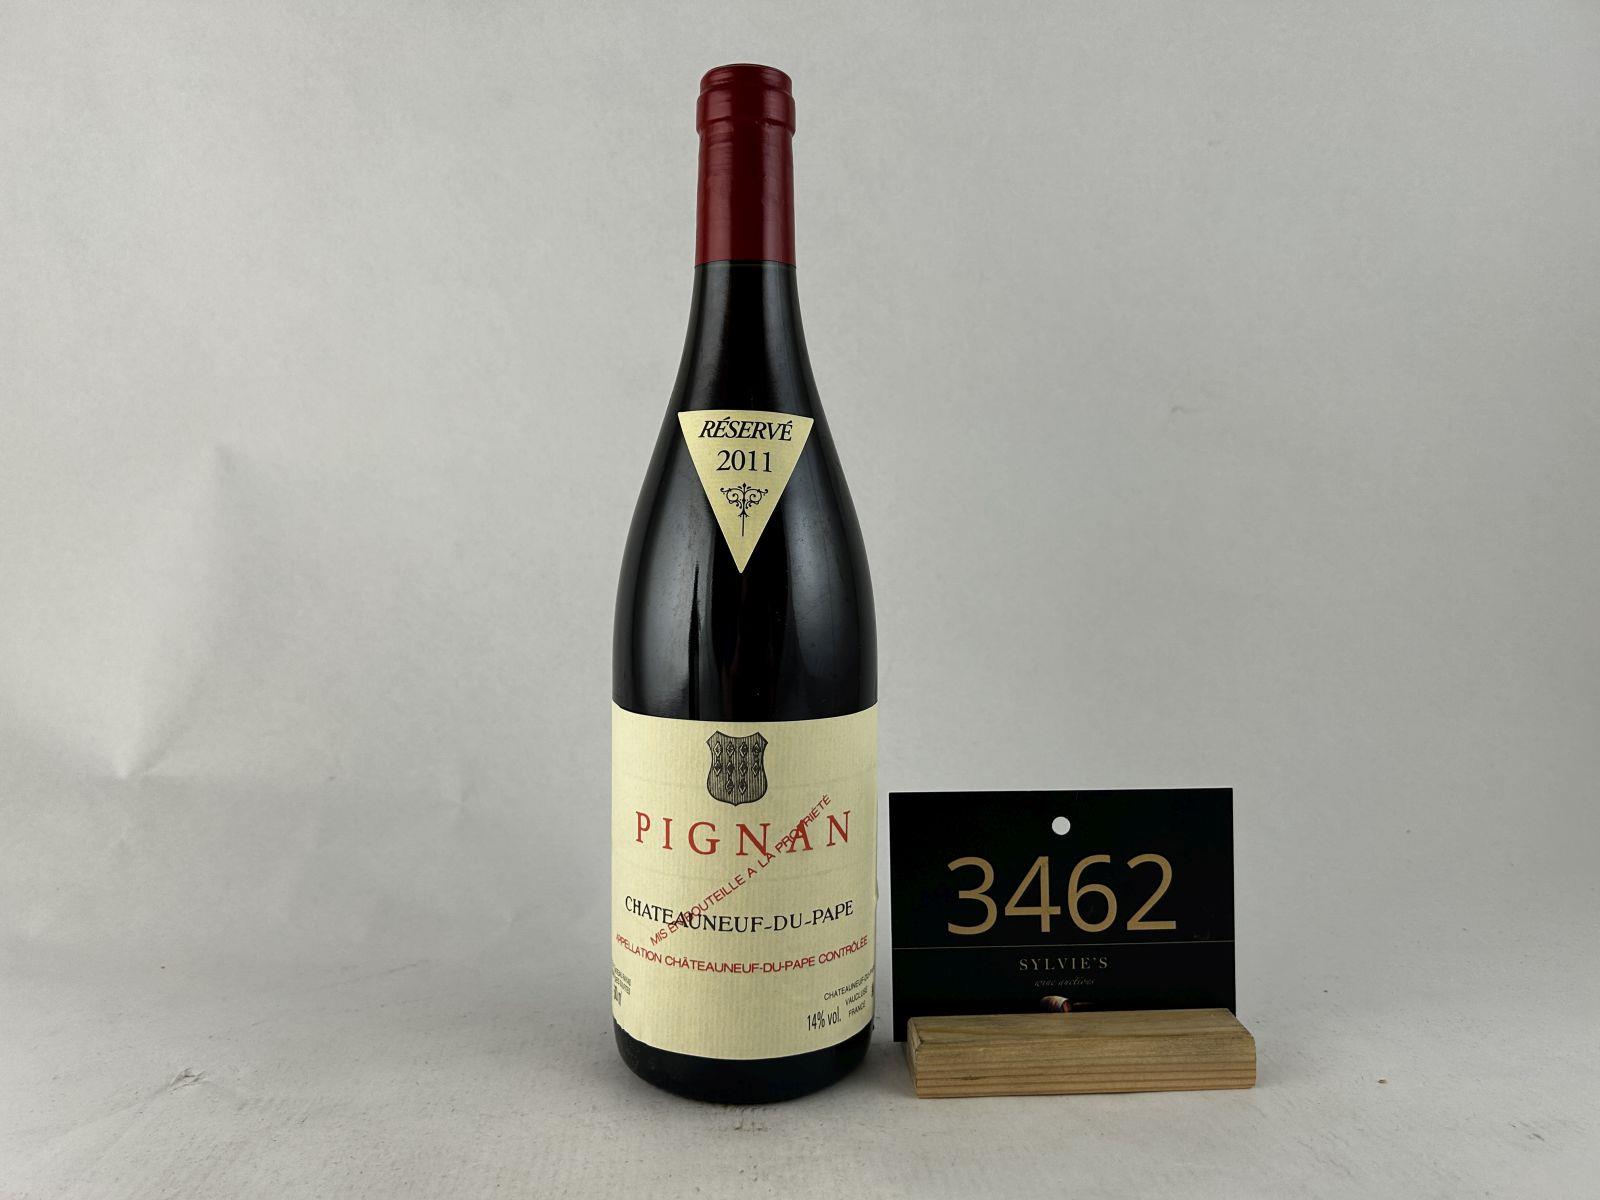 RÉSERVÉ
2011
PIGNAN
MIS EN BOUTEILLE A LA PROPRIÉTÉ
CHATEAUNEUF-DU-PAPE
APPELLATION CHÂTEAUNEUF-DU-PAPE CONTRÔLÉE
CHATEAUNEUF-DU-PAPE
VAUCLUSE
FRANCE
14% vol.
3462
SYLVIE'S
wine auctions